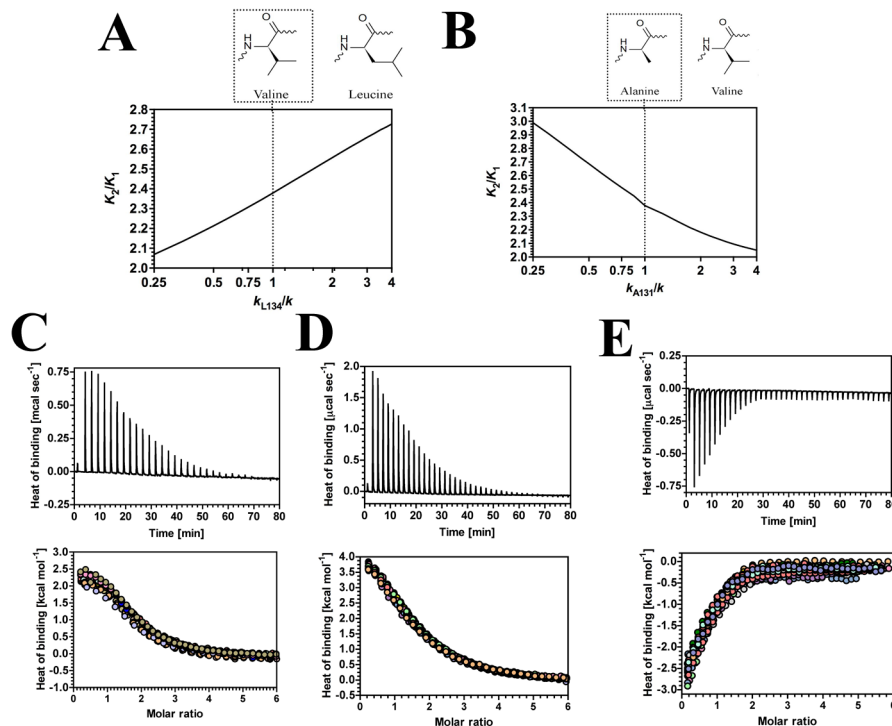 A
B
O
N
H
Valine
O
N
H
Leucine
O
N
H
Alanine
O
N
H
Valine
K2/K1
2.8
2.7
2.6
2.5
2.4
2.3
2.2
2.1
2.0
0.25 0.5 0.75 1 2 3 4
kL134/k
K2/K1
3.1
3.0
2.9
2.8
2.7
2.6
2.5
2.4
2.3
2.2
2.1
2.0
0.25 0.5 0.75 1 2 3 4
kA131/k
C
D
E
Heat of binding [mcal sec-1]
0.75
0.50
0.25
0.00
-0.25
0 10 20 30 40 50 60 70 80
Time [min]
Heat of binding [µcal sec-1]
2.0
1.5
1.0
0.5
0.0
0 10 20 30 40 50 60 70 80
Time [min]
Heat of binding [µcal sec-1]
0.25
0.00
-0.25
-0.50
-0.75
0 10 20 30 40 50 60 70 80
Time [min]
Heat of binding [kcal mol-1]
3.0
2.5
2.0
1.5
1.0
0.5
0.0
-0.5
-1.0
0 1 2 3 4 5 6
Molar ratio
Heat of binding [kcal mol-1]
4.0
3.5
3.0
2.5
2.0
1.5
1.0
0.5
0.0
-0.5
0 1 2 3 4 5 6
Molar ratio
Heat of binding [kcal mol-1]
0.0
-0.5
-1.0
-1.5
-2.0
-2.5
-3.0
0 1 2 3 4 5 6
Molar ratio